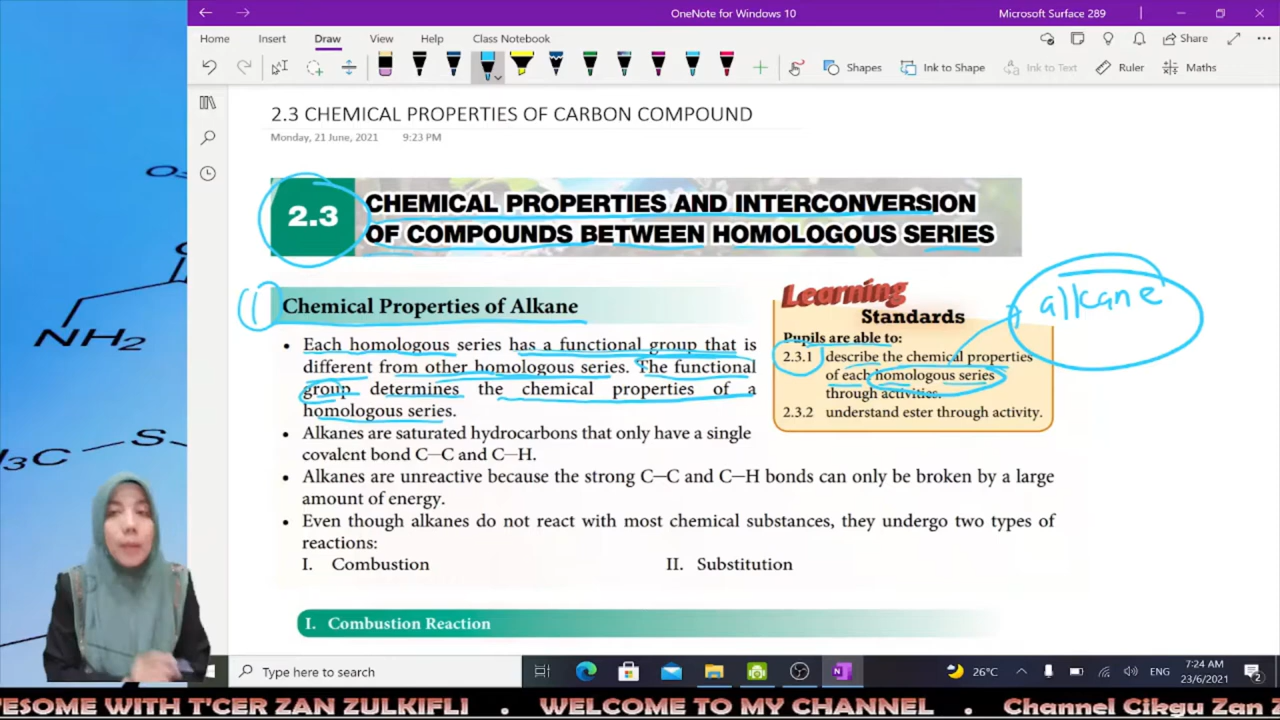 OneNote for Windows 10
Microsoft Surface 289
Home Insert Draw View Help Class Notebook
Share
Shapes Ink to Shape Ink to Text Ruler Maths
2.3 CHEMICAL PROPERTIES OF CARBON COMPOUND
Monday, 21 June, 2021 9:23 PM
2.3
CHEMICAL PROPERTIES AND INTERCONVERSION
OF COMPOUNDS BETWEEN HOMOLOGOUS SERIES
(1)
Chemical Properties of Alkane
• Each homologous series has a functional group that is
different from other homologous series. The functional
group determines the chemical properties of a
homologous series.
• Alkanes are saturated hydrocarbons that only have a single
covalent bond C—C and C—H.
• Alkanes are unreactive because the strong C—C and C—H bonds can only be broken by a large
amount of energy.
• Even though alkanes do not react with most chemical substances, they undergo two types of
reactions:
I. Combustion II. Substitution
Learning
Standards
Pupils are able to:
2.3.1 describe the chemical properties
of each homologous series
through activities.
2.3.2 understand ester through activity.
alkane
I. Combustion Reaction
NH2
3C — S
Type here to search
26°C
ENG
7:24 AM
23/6/2021
2
ESOME WITH T'CER ZAN ZULKIFLI . WELCOME TO MY CHANNEL . Channel Cikgu Zan Z